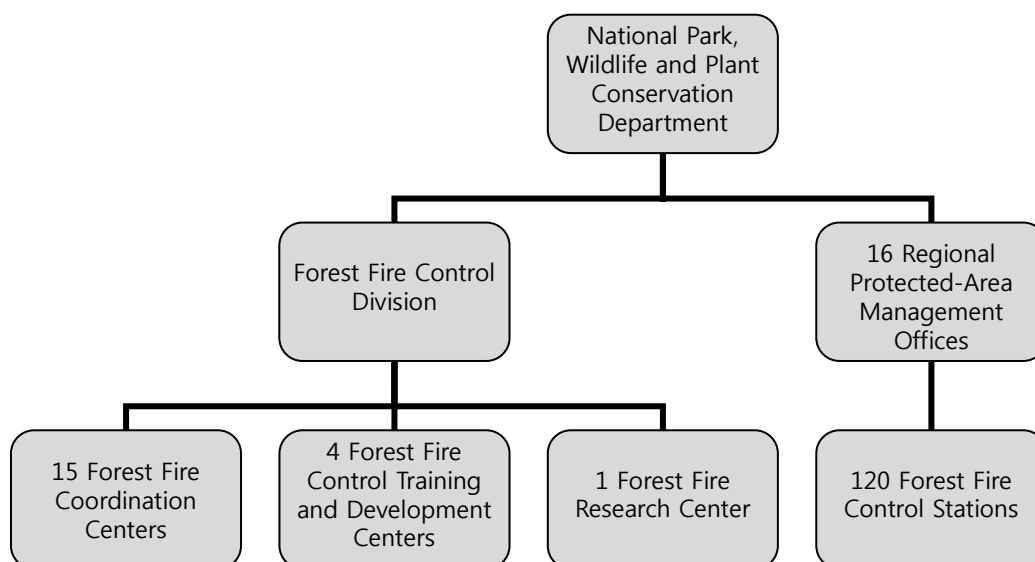 National Park,
Wildlife and Plant
Conservation
Department
Forest Fire Control
Division
16 Regional
Protected-Area
Management
Offices
15 Forest Fire
Coordination
Centers
4 Forest Fire
Control Training
and Development
Centers
1 Forest Fire
Research Center
120 Forest Fire
Control Stations